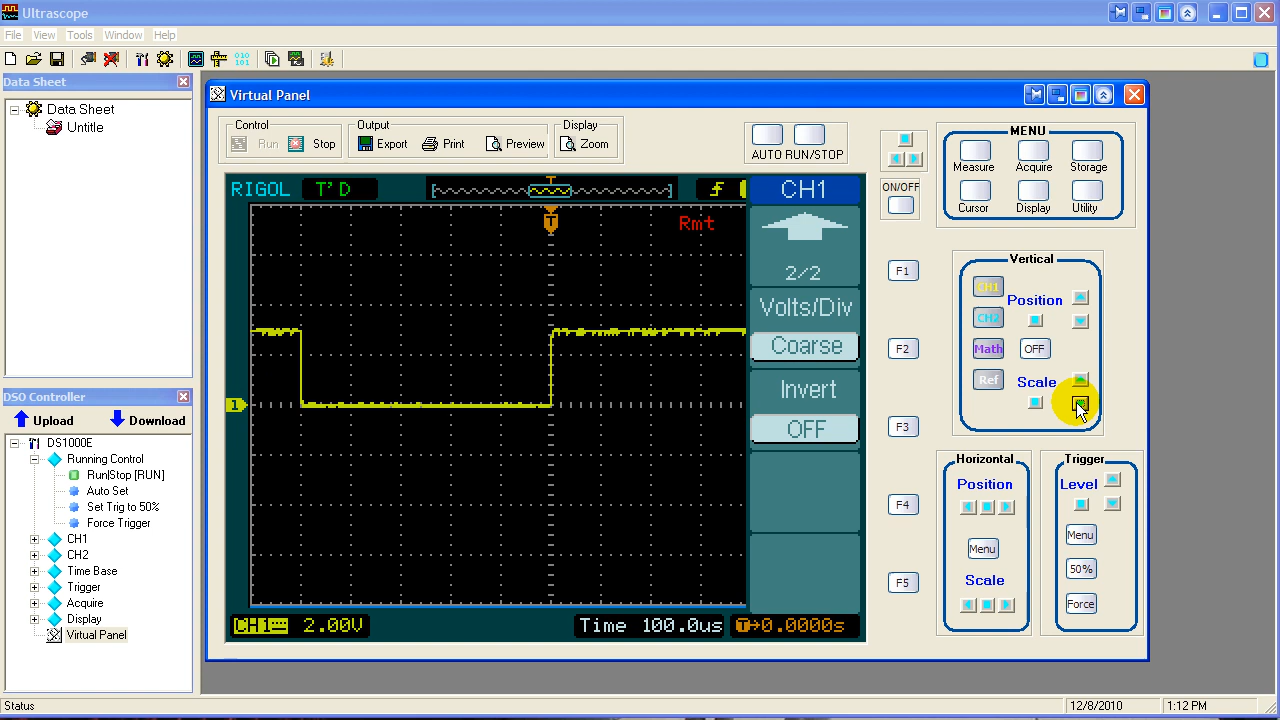 Ultrascope
File View Tools Window Help
010
101
Data Sheet
Data Sheet
Untitle
DSO Controller
Upload Download
DS1000E
Running Control
Run|Stop [RUN]
Auto Set
Set Trig to 50%
Force Trigger
CH1
CH2
Time Base
Trigger
Acquire
Display
Virtual Panel
Virtual Panel
Control Output Display
Run Stop Export Print Preview Zoom
AUTO RUN/STOP
RIGOL T'D
T
T
Rmt
1
CH1 2.00V Time 100.0us T→0.0000s
CH1
2/2
Volts/Div
Coarse
Invert
OFF
ON/OFF
F1
F2
F3
F4
F5
MENU
Measure Acquire Storage
Cursor Display Utility
Vertical
CH1
Position
CH2
Math OFF
Ref Scale
Horizontal
Position
Menu
Scale
Trigger
Level
Menu
50%
Force
Status 12/8/2010 1:12 PM